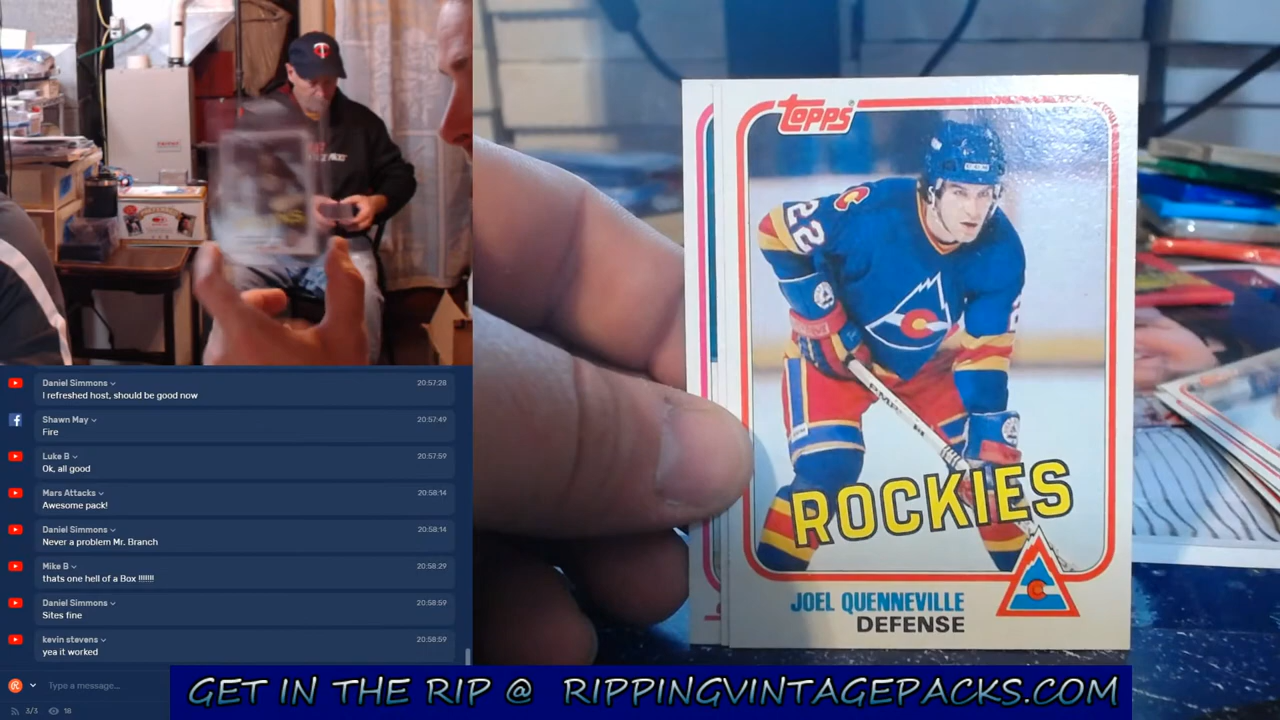 Daniel Simmons
20:57:28
I refreshed host, should be good now
Shawn May
20:57:49
Fire
Luke B
20:57:59
Ok, all good
Mars Attacks
20:58:14
Awesome pack!
Daniel Simmons
20:58:14
Never a problem Mr. Branch
Mike B
20:58:29
thats one hell of a Box !!!!!!!
Daniel Simmons
20:58:59
Sites fine
kevin stevens
20:58:59
yea it worked
Type a message...
3/3
18
topps
22
C
ROCKIES
JOEL QUENNEVILLE
DEFENSE
C
GET IN THE RIP @ RIPPINGVINTAGEPACKS.COM